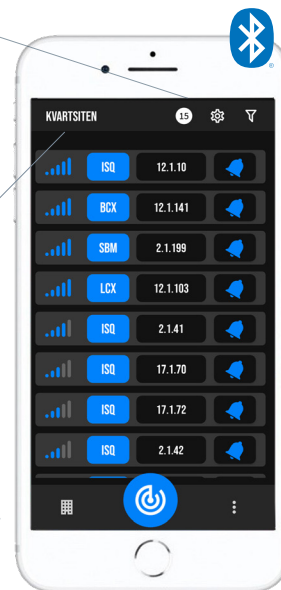 KVARTSITEN 15
ISQ 12.1.10
BCX 12.1.141
SBM 2.1.199
LCX 12.1.103
ISQ 2.1.41
ISQ 17.1.70
ISQ 17.1.72
ISQ 2.1.42